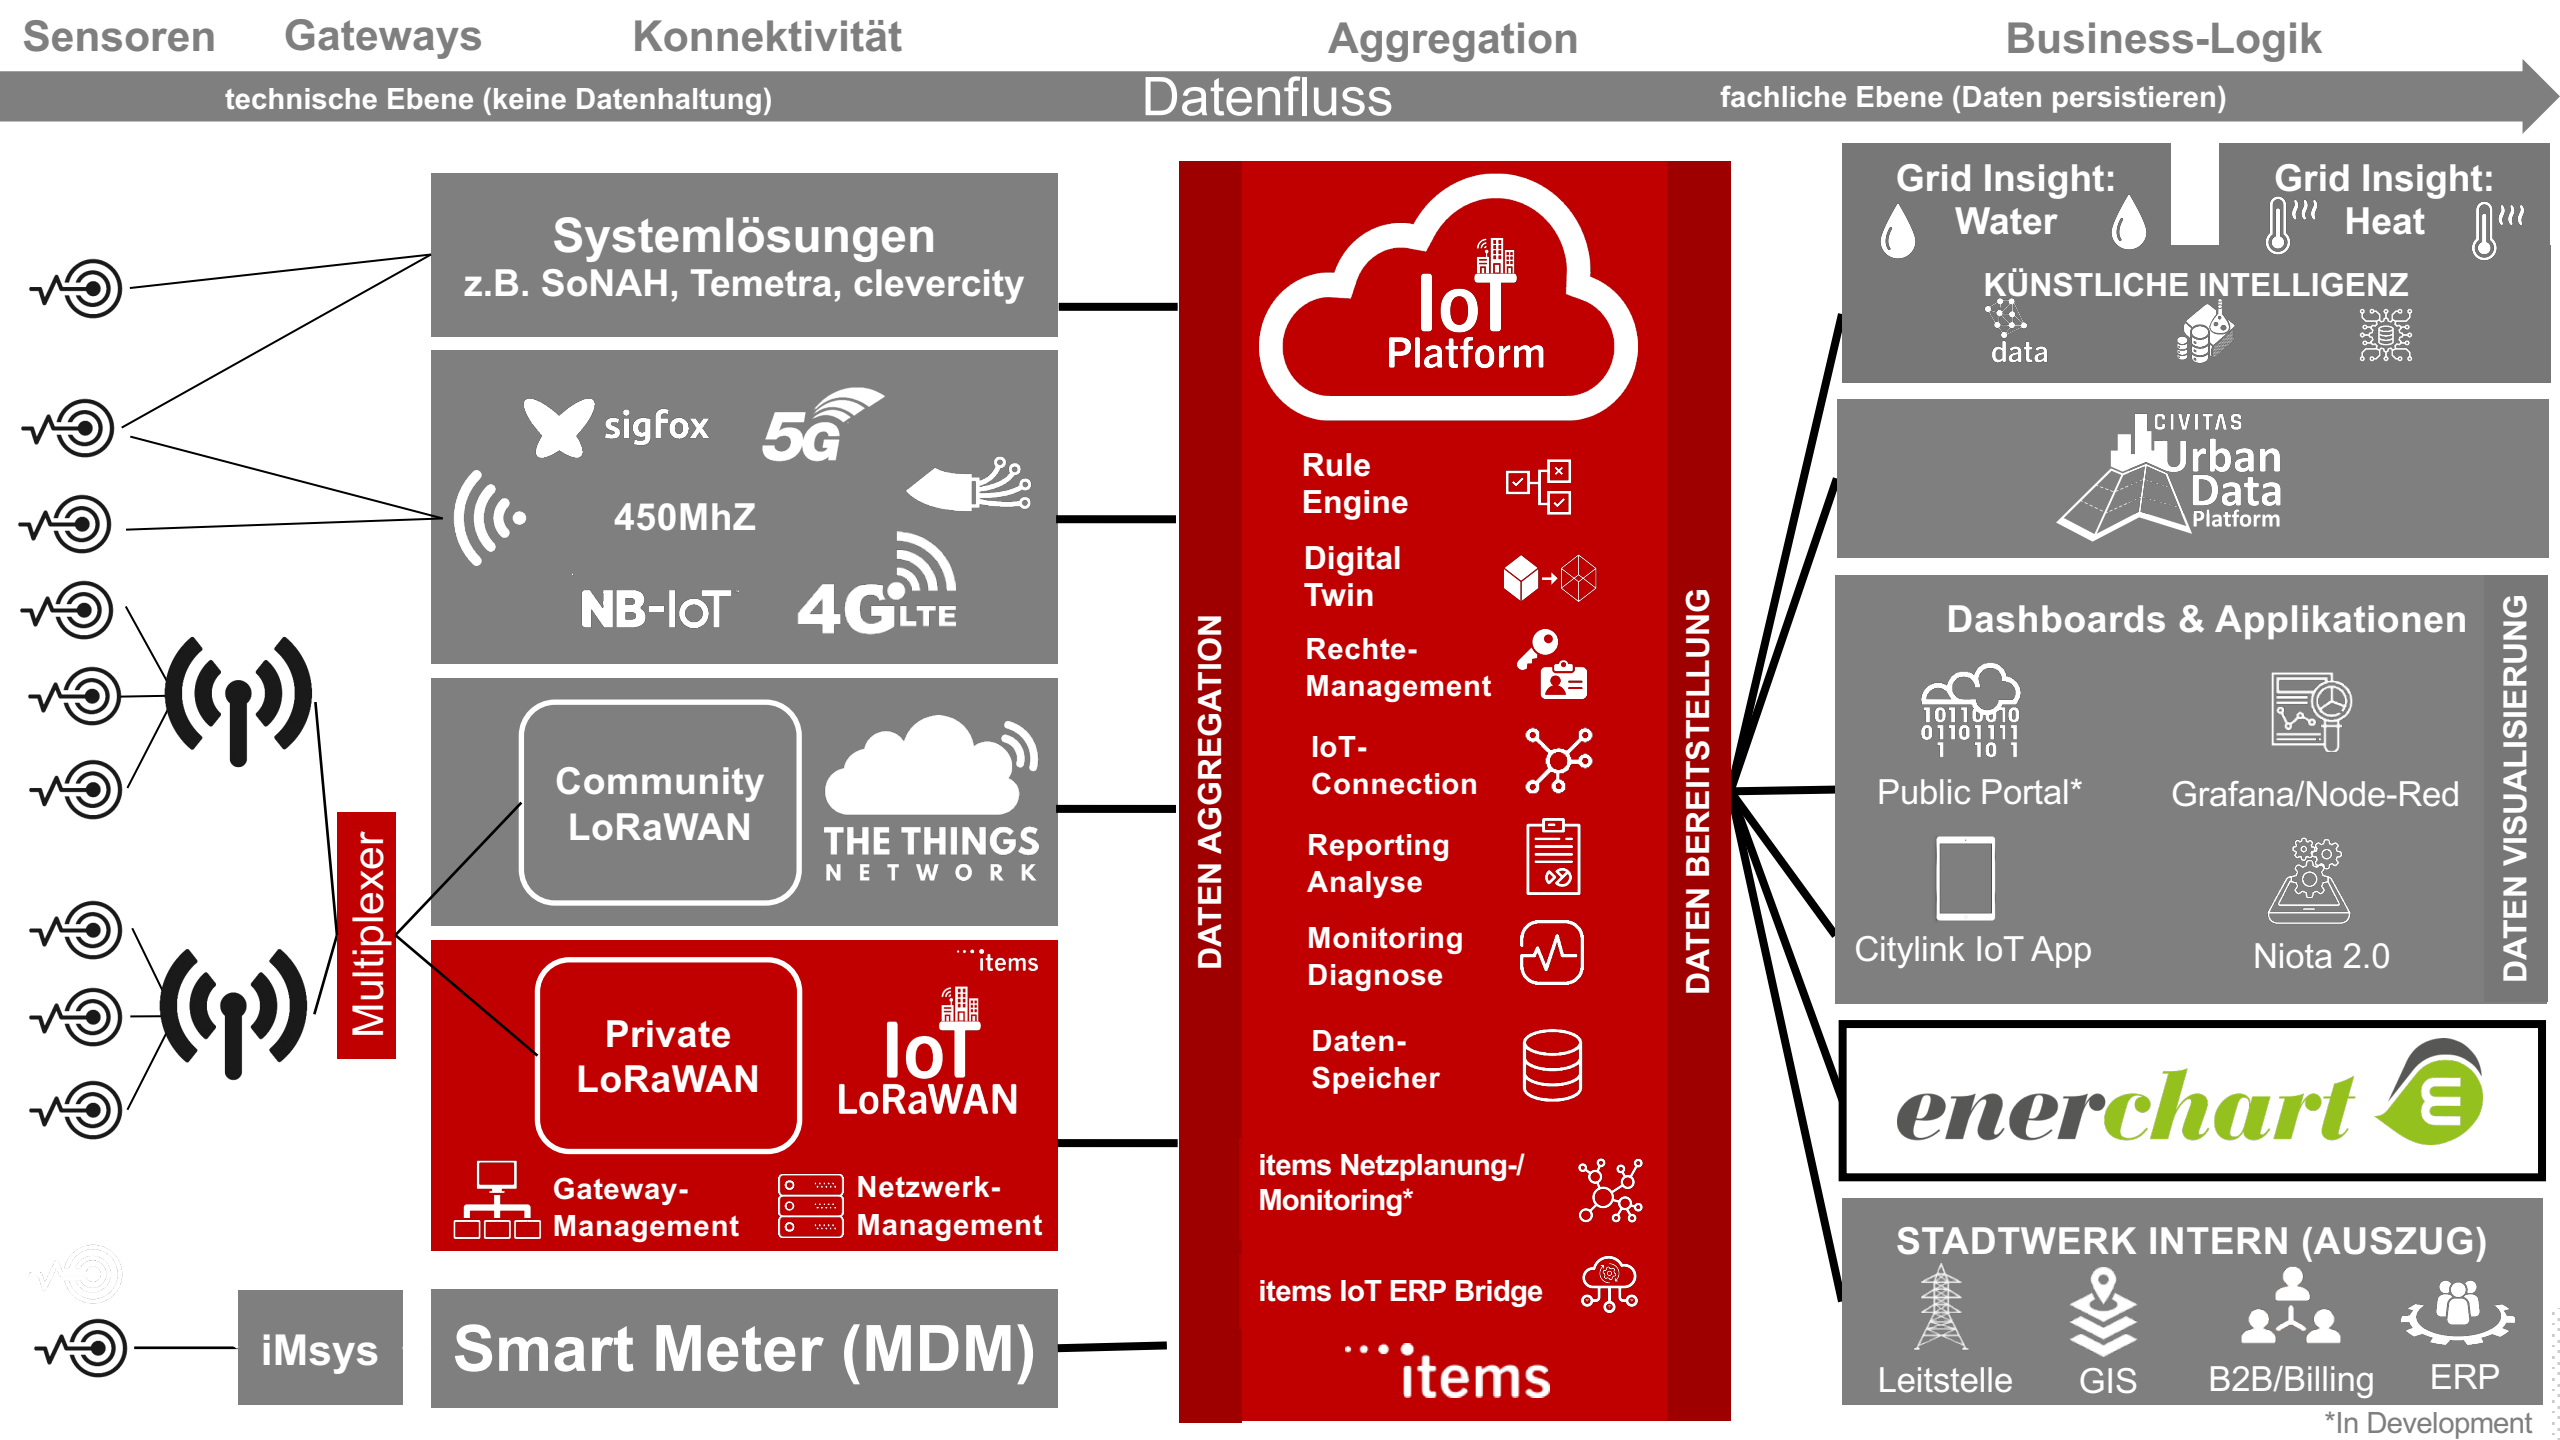 Sensoren
Gateways
Konnektivität
Aggregation
Business-Logik
technische Ebene (keine Datenhaltung)
Datenfluss
fachliche Ebene (Daten persistieren)
Systemlösungen
z.B. SoNAH, Temetra, clevercity
sigfox
5G
450MhZ
NB-IoT
4G LTE
Multiplexer
Community
LoRaWAN
THE THINGS
NETWORK
items
Private
LoRaWAN
IoT
LoRaWAN
Gateway-
Management
Netzwerk-
Management
iMsys
Smart Meter (MDM)
DATEN AGGREGATION
IoT
Platform
Rule
Engine
Digital
Twin
Rechte-
Management
IoT-
Connection
Reporting
Analyse
Monitoring
Diagnose
Daten-
Speicher
items Netzplanung-/
Monitoring*
items IoT ERP Bridge
items
DATEN BEREITSTELLUNG
Grid Insight:
Water
Grid Insight:
Heat
KÜNSTLICHE INTELLIGENZ
data
CIVITAS
Urban
Data
Platform
Dashboards & Applikationen
10110010
01101111
1 10 1
Public Portal*
Grafana/Node-Red
Citylink IoT App
Niota 2.0
DATEN VISUALISIERUNG
enerchart
STADTWERK INTERN (AUSZUG)
Leitstelle
GIS
B2B/Billing
ERP
*In Development